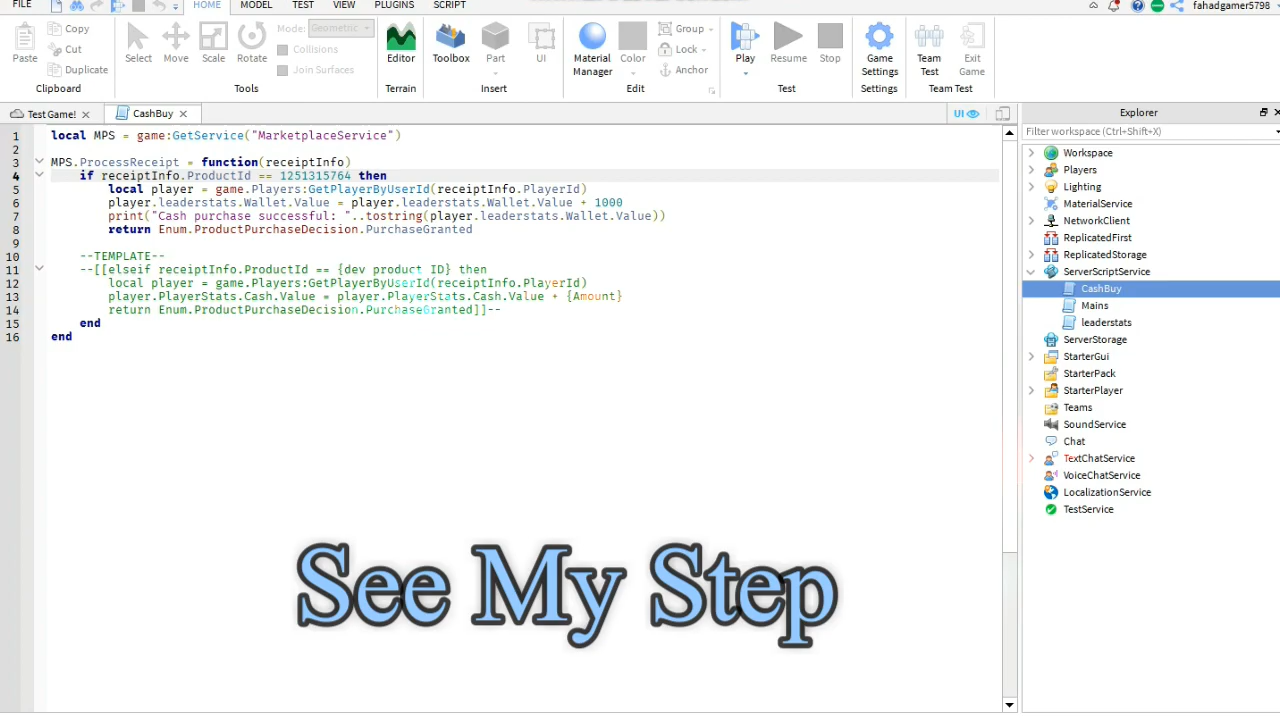 FILE HOME MODEL TEST VIEW PLUGINS SCRIPT fahadgamer5798
Paste Copy Cut Duplicate Clipboard
Select Move Scale Rotate Mode: Geometric Collisions Join Surfaces Tools
Editor Terrain
Toolbox Part UI Insert
Material Manager Color Group Lock Anchor Edit
Play Resume Stop Test
Game Settings Settings
Team Test Exit Game Team Test
Test Game! CashBuy UI
1 local MPS = game:GetService("MarketplaceService")
2
3 MPS.ProcessReceipt = function(receiptInfo)
4 if receiptInfo.ProductId == 1251315764 then
5 local player = game.Players:GetPlayerByUserId(receiptInfo.PlayerId)
6 player.leaderstats.Wallet.Value = player.leaderstats.Wallet.Value + 1000
7 print("Cash purchase successful: "..tostring(player.leaderstats.Wallet.Value))
8 return Enum.ProductPurchaseDecision.PurchaseGranted
9
10 --TEMPLATE--
11 --[[elseif receiptInfo.ProductId == {dev product ID} then
12 local player = game.Players:GetPlayerByUserId(receiptInfo.PlayerId)
13 player.PlayerStats.Cash.Value = player.PlayerStats.Cash.Value + {Amount}
14 return Enum.ProductPurchaseDecision.PurchaseGranted]]--
15 end
16 end
See My Step
Explorer
Filter workspace (Ctrl+Shift+X)
Workspace
Players
Lighting
MaterialService
NetworkClient
ReplicatedFirst
ReplicatedStorage
ServerScriptService
CashBuy
Mains
leaderstats
ServerStorage
StarterGui
StarterPack
StarterPlayer
Teams
SoundService
Chat
TextChatService
VoiceChatService
LocalizationService
TestService